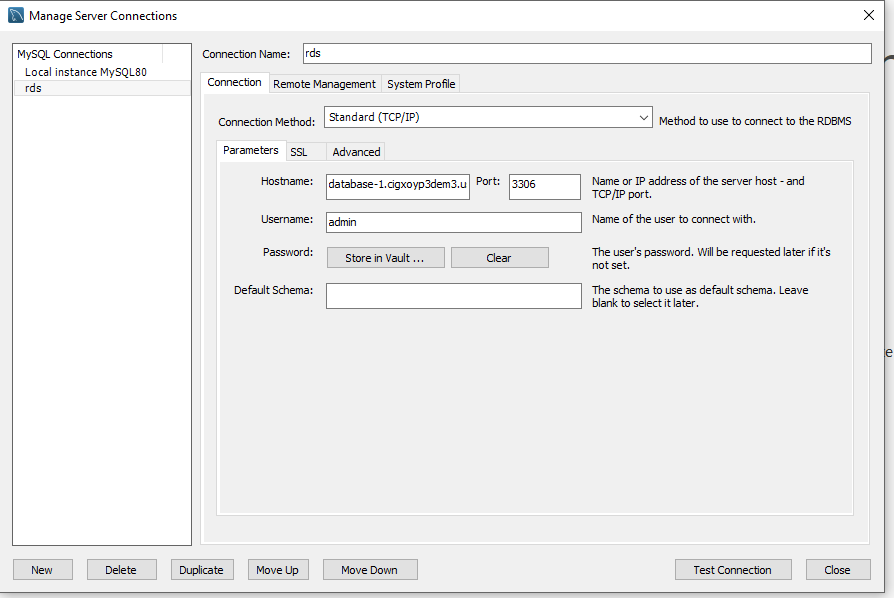 Manage Server Connections
MySQL Connections
Local instance MySQL80
rds
Connection Name: rds
Connection Remote Management System Profile
Connection Method: Standard (TCP/IP) Method to use to connect to the RDBMS
Parameters SSL Advanced
Hostname: database-1.cigxoyp3dem3.u Port: 3306 Name or IP address of the server host - and
TCP/IP port.
Username: admin Name of the user to connect with.
Password: Store in Vault ... Clear The user's password. Will be requested later if it's
not set.
Default Schema: The schema to use as default schema. Leave
blank to select it later.
New Delete Duplicate Move Up Move Down Test Connection Close